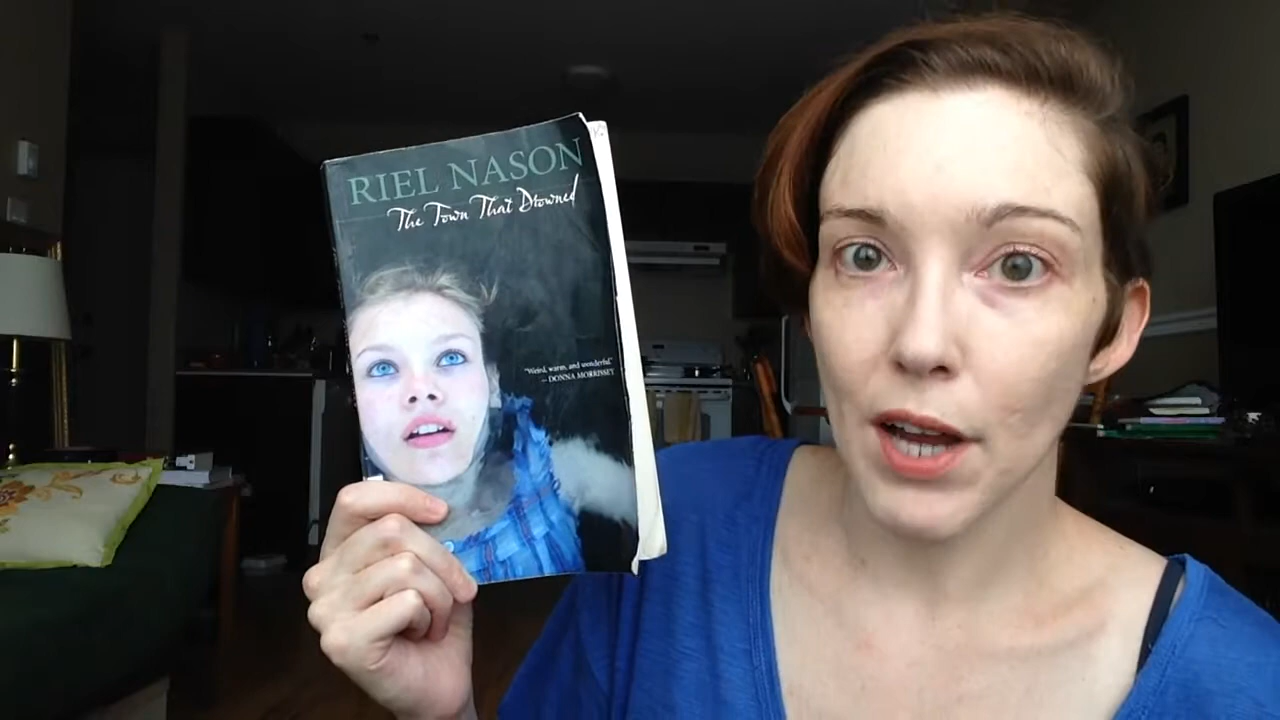 RIEL NASON
The Town That Drowned
"Weird, warm, and wonderful."
— DONNA MORRISSEY